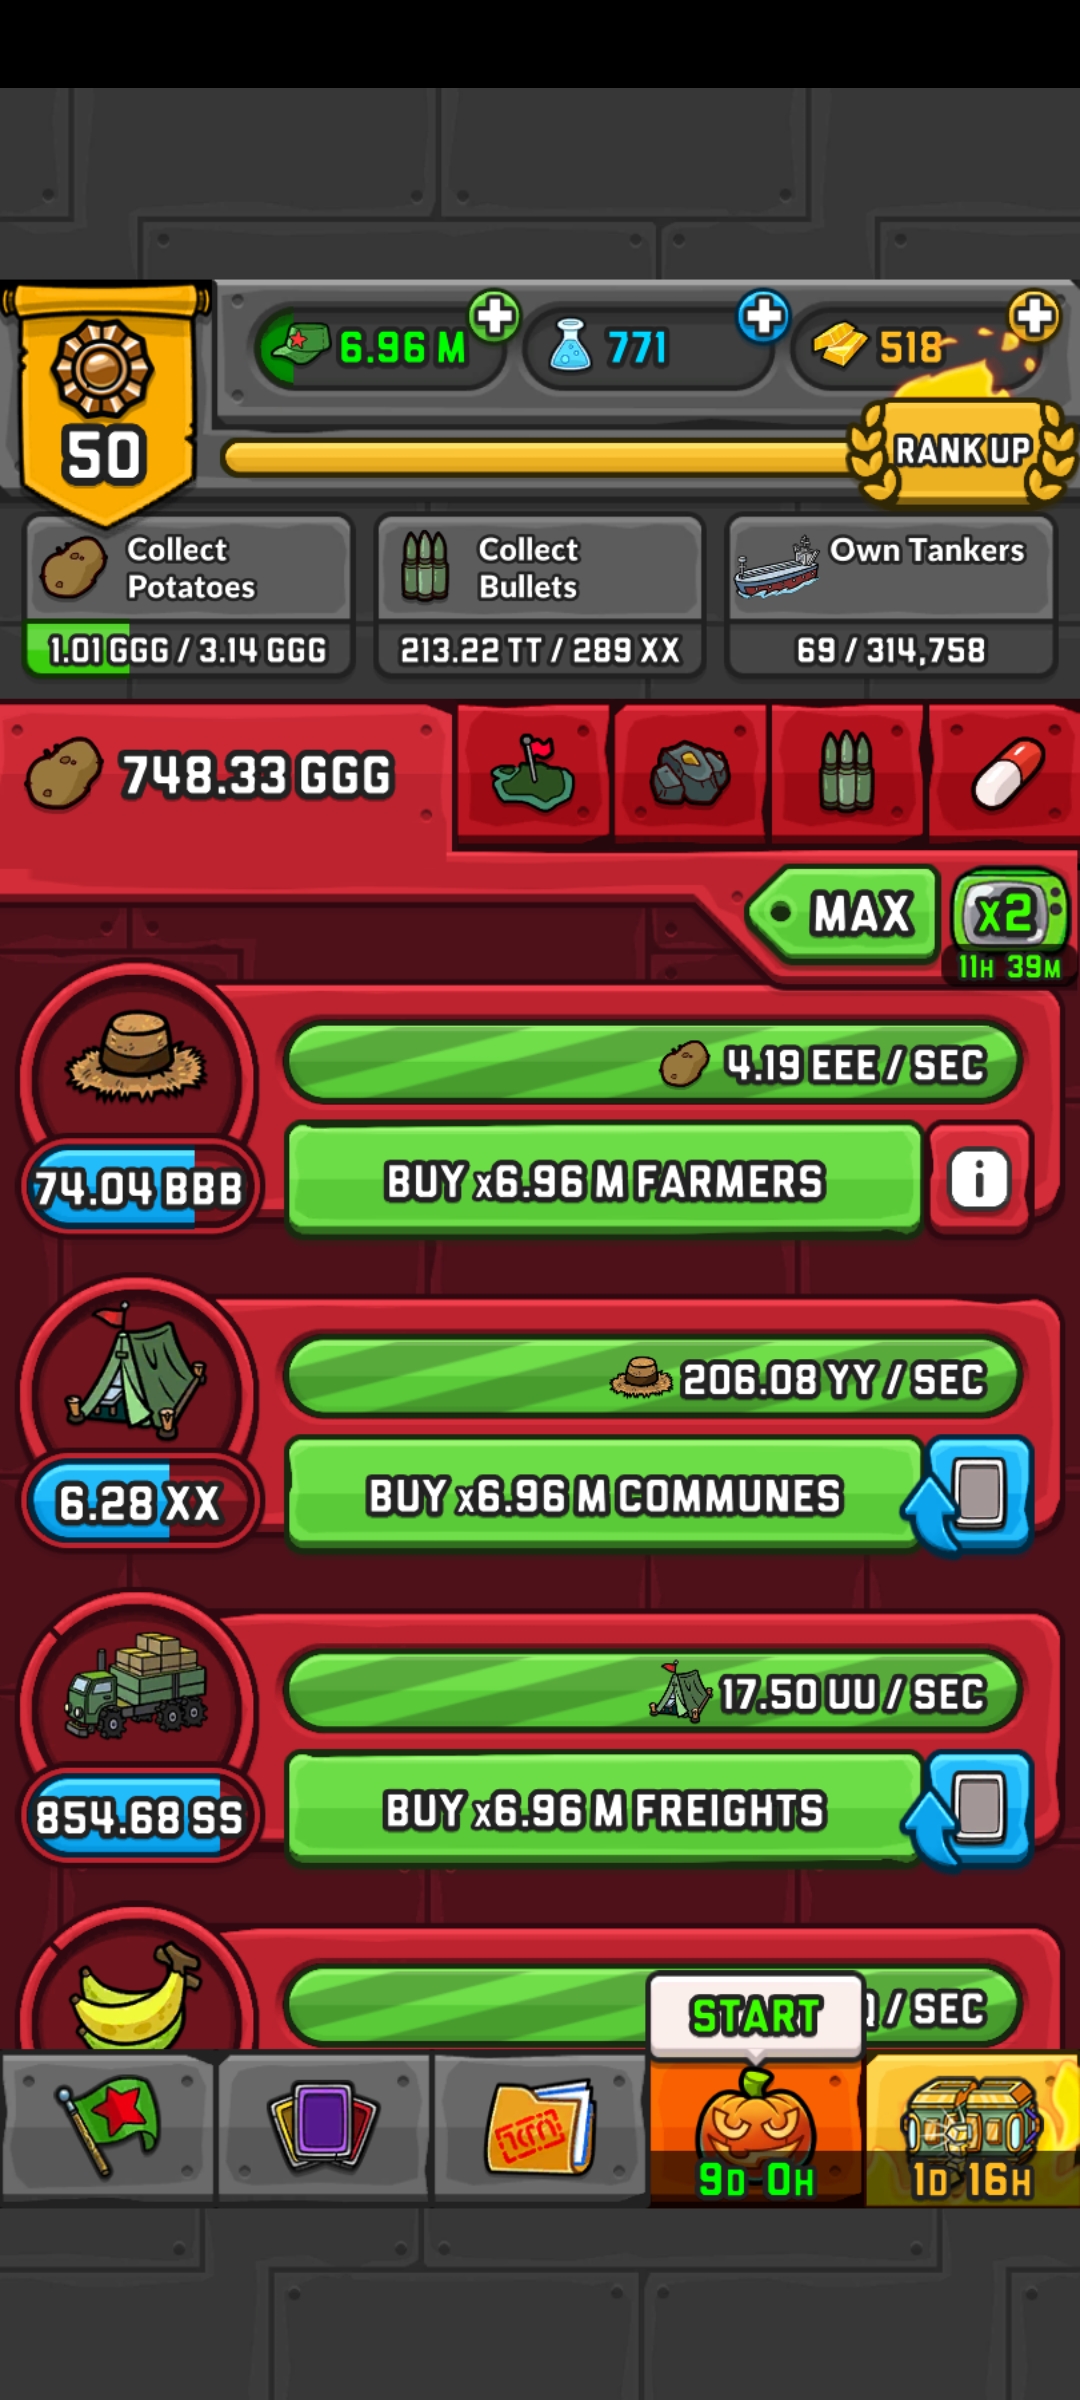 6.96 M
771
518
50
RANK UP
Collect
Potatoes
Collect
Bullets
Own Tankers
1.01 GGG / 3.14 GGG
213.22 TT / 289 XX
69 / 314,758
748.33 GGG
MAX
x2
11H 39M
4.19 EEE / SEC
74.04 BBB
BUY x6.96 M FARMERS
i
206.08 YY / SEC
6.28 XX
BUY x6.96 M COMMUNES
17.50 UU / SEC
854.68 SS
BUY x6.96 M FREIGHTS
START
/ SEC
9D 0H
1D 16H